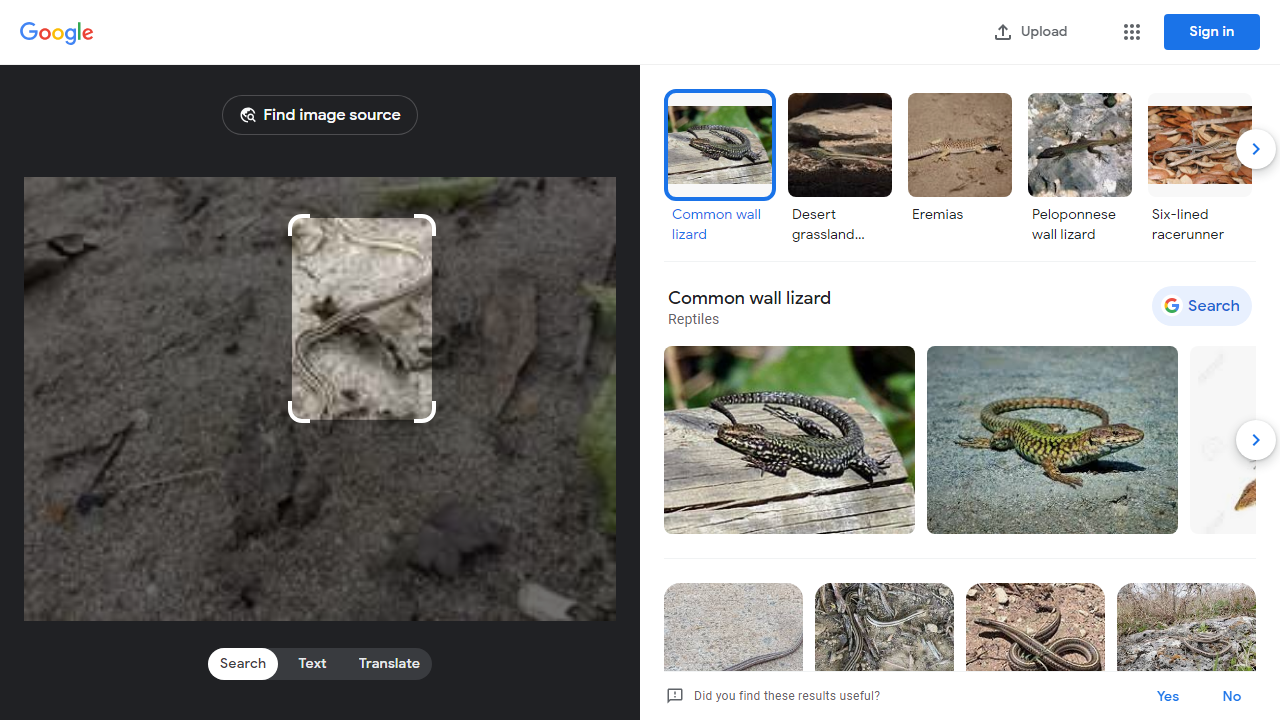 Google
Upload
Sign in
Find image source
Common wall
lizard
Desert
grassland...
Eremias
Peloponnese
wall lizard
Six-lined
racerunner
Common wall lizard
Reptiles
Search
Search
Text
Translate
Did you find these results useful?
Yes
No